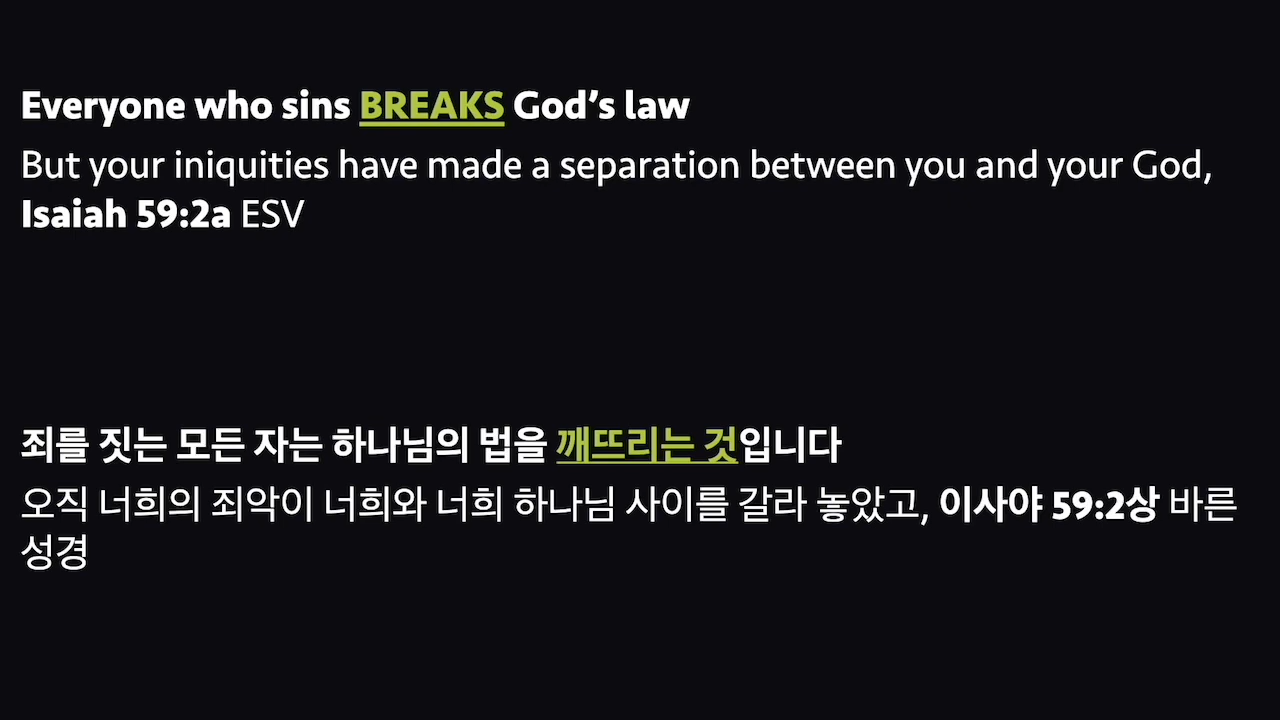 Everyone who sins BREAKS God’s law
But your iniquities have made a separation between you and your God,
Isaiah 59:2a ESV
죄를 짓는 모든 자는 하나님의 법을 깨뜨리는 것입니다
오직 너희의 죄악이 너희와 너희 하나님 사이를 갈라 놓았고, 이사야 59:2상 바른
성경